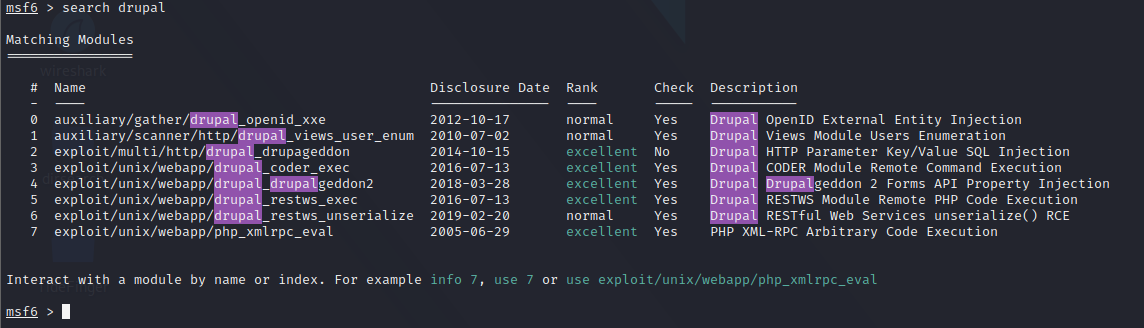 msf6 > search drupal
Matching Modules
================
# Name Disclosure Date Rank Check Description
- ---- --------------- ---- ----- -----------
0 auxiliary/gather/drupal_openid_xxe 2012-10-17 normal Yes Drupal OpenID External Entity Injection
1 auxiliary/scanner/http/drupal_views_user_enum 2010-07-02 normal Yes Drupal Views Module Users Enumeration
2 exploit/multi/http/drupal_drupageddon 2014-10-15 excellent No Drupal HTTP Parameter Key/Value SQL Injection
3 exploit/unix/webapp/drupal_coder_exec 2016-07-13 excellent Yes Drupal CODER Module Remote Command Execution
4 exploit/unix/webapp/drupal_drupalgeddon2 2018-03-28 excellent Yes Drupal Drupalgeddon 2 Forms API Property Injection
5 exploit/unix/webapp/drupal_restws_exec 2016-07-13 excellent Yes Drupal RESTWS Module Remote PHP Code Execution
6 exploit/unix/webapp/drupal_restws_unserialize 2019-02-20 normal Yes Drupal RESTful Web Services unserialize() RCE
7 exploit/unix/webapp/php_xmlrpc_eval 2005-06-29 excellent Yes PHP XML-RPC Arbitrary Code Execution
Interact with a module by name or index. For example info 7, use 7 or use exploit/unix/webapp/php_xmlrpc_eval
msf6 >